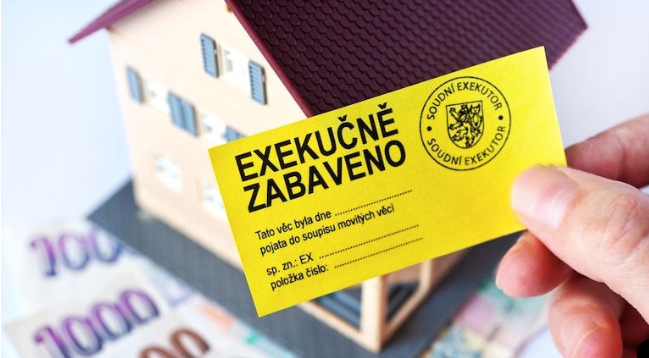 EXEKUČNĚ
ZABAVENO
Tato věc byla dne ........................
pojata do soupisu movitých věcí
sp. zn.: EX ..............................
položka číslo: ...........................
SOUDNÍ EXEKUTOR
SOUDNÍ EXEKUTOR
1000
1000